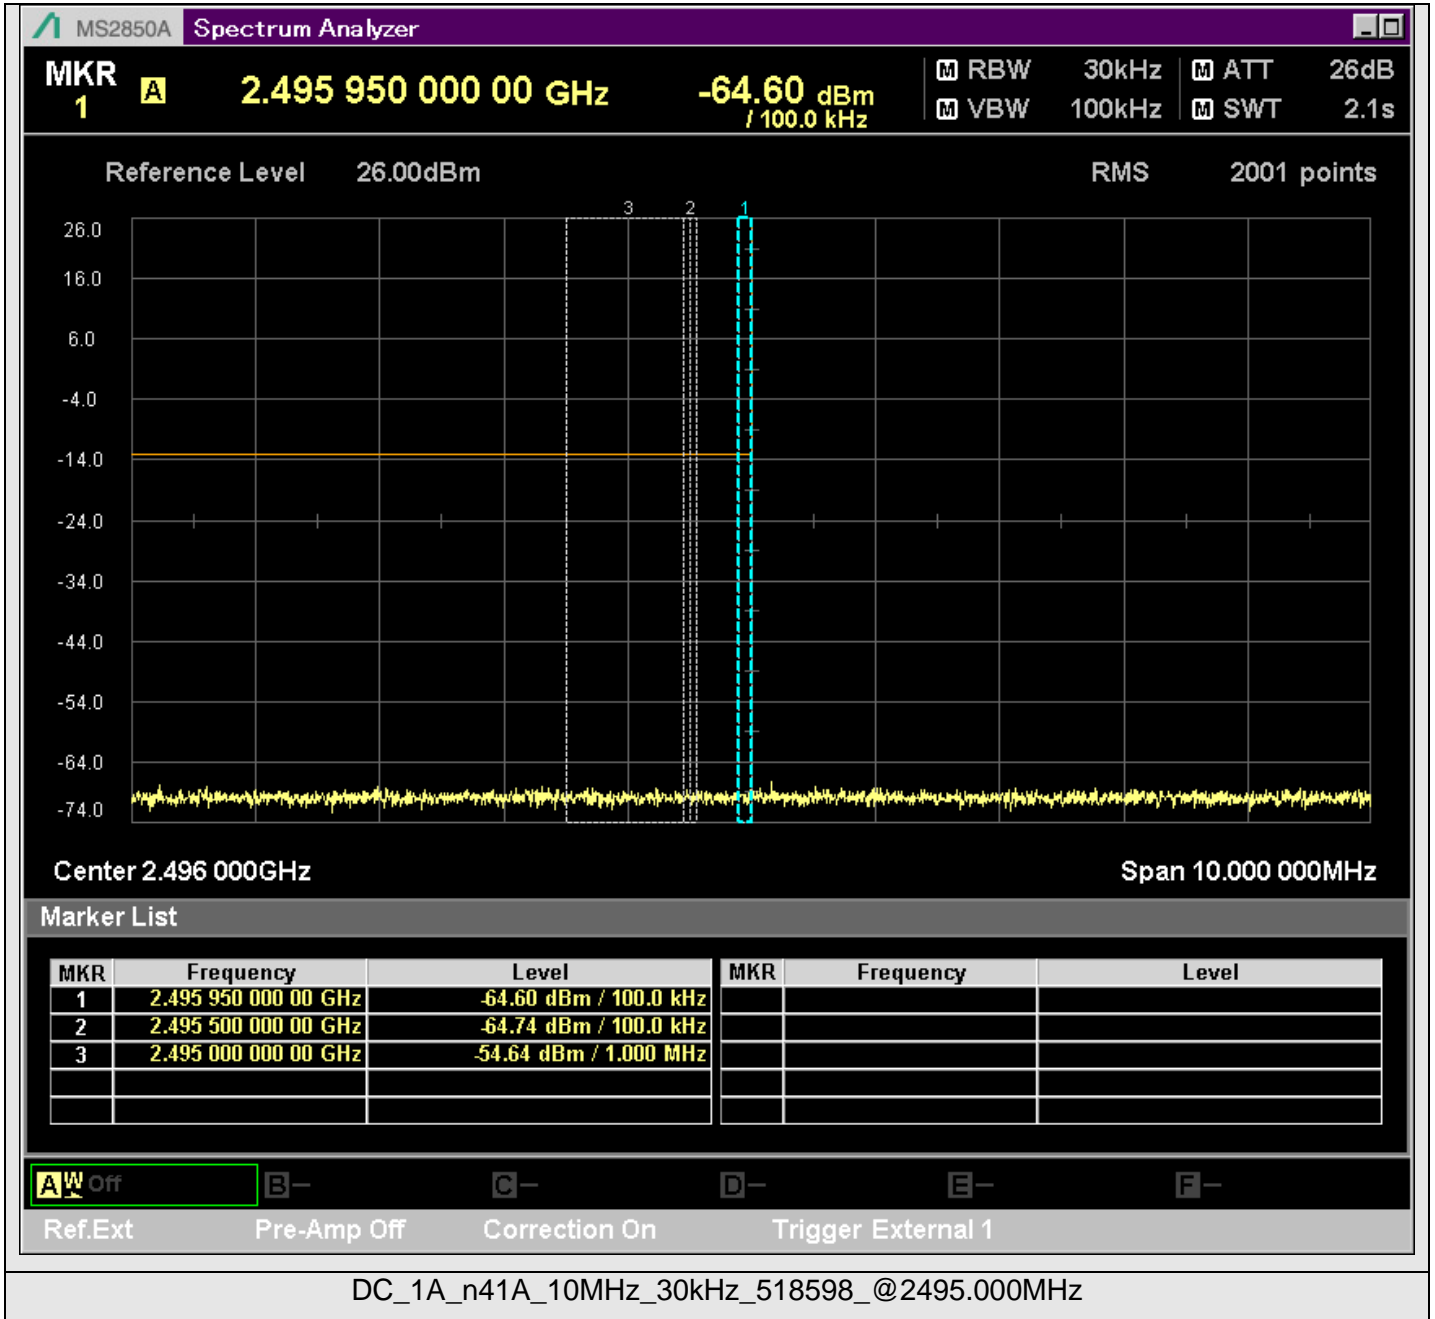 MS2850A Spectrum Analyzer
MKR 1 A 2.495 950 000 00 GHz -64.60 dBm / 100.0 kHz
M RBW 30kHz M ATT 26dB
M VBW 100kHz M SWT 2.1s
Reference Level 26.00dBm RMS 2001 points
3 2 1
26.0
16.0
6.0
-4.0
-14.0
-24.0
-34.0
-44.0
-54.0
-64.0
-74.0
Center 2.496 000GHz Span 10.000 000MHz
Marker List
MKR Frequency Level MKR Frequency Level
1 2.495 950 000 00 GHz -64.60 dBm / 100.0 kHz
2 2.495 500 000 00 GHz -64.74 dBm / 100.0 kHz
3 2.495 000 000 00 GHz -54.64 dBm / 1.000 MHz
A W Off B- C- D- E- F-
Ref.Ext Pre-Amp Off Correction On Trigger External 1
DC_1A_n41A_10MHz_30kHz_518598_@2495.000MHz